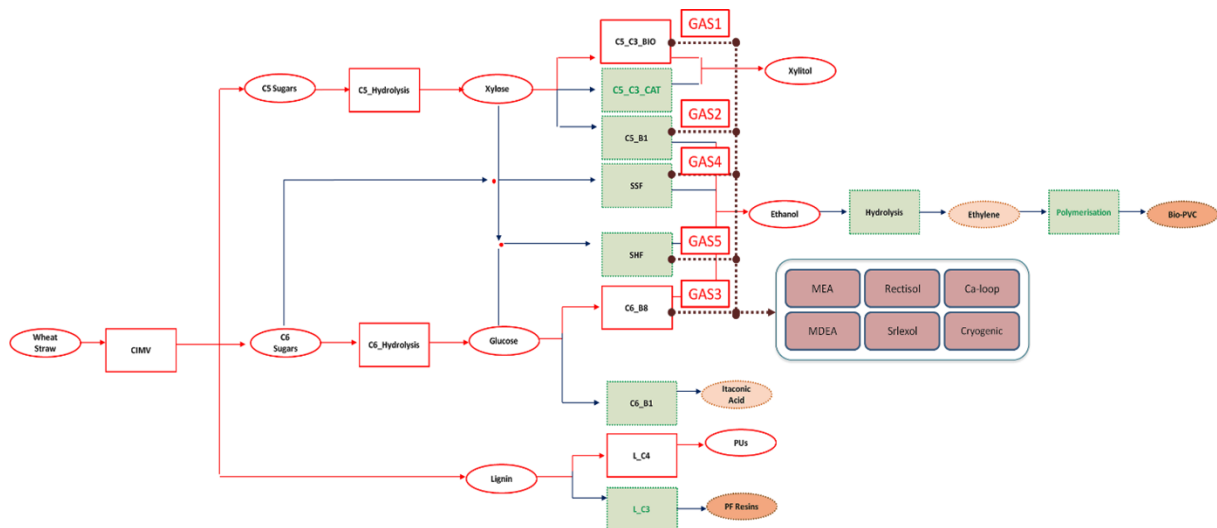 GAS1
C5_C3_BIO
Xylitol
C5 Sugars
C5_Hydrolysis
Xylose
C5_C3_CAT
GAS2
C5_B1
GAS4
SSF
Ethanol
Hydrolysis
Ethylene
Polymerisation
Bio-PVC
GAS5
SHF
GAS3
MEA
Rectisol
Ca-loop
C6_B8
MDEA
Srlexol
Cryogenic
Wheat
Straw
CIMV
C6
Sugars
C6_Hydrolysis
Glucose
C6_B1
Itaconic
Acid
L_C4
PUs
Lignin
L_C3
PF Resins